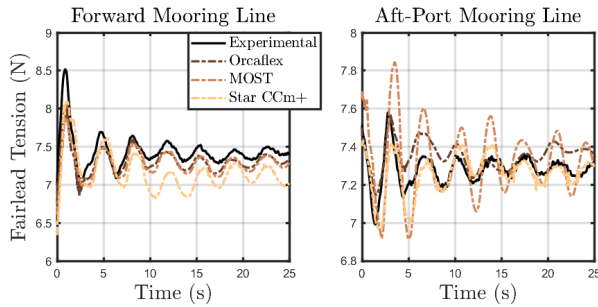 Forward Mooring Line
Aft-Port Mooring Line
Fairlead Tension (N)
9
8.5
8
7.5
7
6.5
6
Experimental
Orcaflex
MOST
Star CCm+
0
5
10
15
20
25
Time (s)
8
7.8
7.6
7.4
7.2
7
6.8
0
5
10
15
20
25
Time (s)